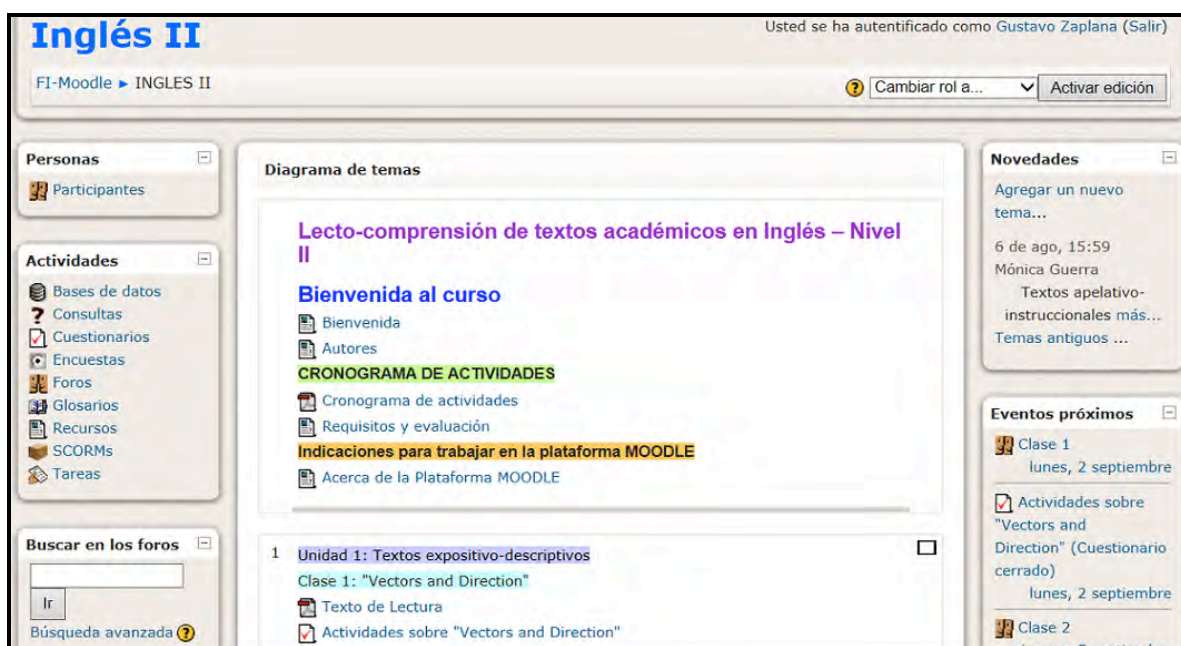 Inglés II
Usted se ha autentificado como Gustavo Zaplana (Salir)
FI-Moodle ► INGLES II
Cambiar rol a...
Activar edición
Personas
Participantes
Actividades
Bases de datos
Consultas
Cuestionarios
Encuestas
Foros
Glosarios
Recursos
SCORMs
Tareas
Buscar en los foros
Ir
Búsqueda avanzada
Diagrama de temas
Lecto-comprensión de textos académicos en Inglés – Nivel
II
Bienvenida al curso
Bienvenida
Autores
CRONOGRAMA DE ACTIVIDADES
Cronograma de actividades
Requisitos y evaluación
Indicaciones para trabajar en la plataforma MOODLE
Acerca de la Plataforma MOODLE
1 Unidad 1: Textos expositivo-descriptivos
Clase 1: "Vectors and Direction"
Texto de Lectura
Actividades sobre "Vectors and Direction"
Novedades
Agregar un nuevo
tema...
6 de ago, 15:59
Mónica Guerra
Textos apelativo-
instruccionales más...
Temas antiguos ...
Eventos próximos
Clase 1
lunes, 2 septiembre
Actividades sobre
"Vectors and
Direction" (Cuestionario
cerrado)
lunes, 2 septiembre
Clase 2